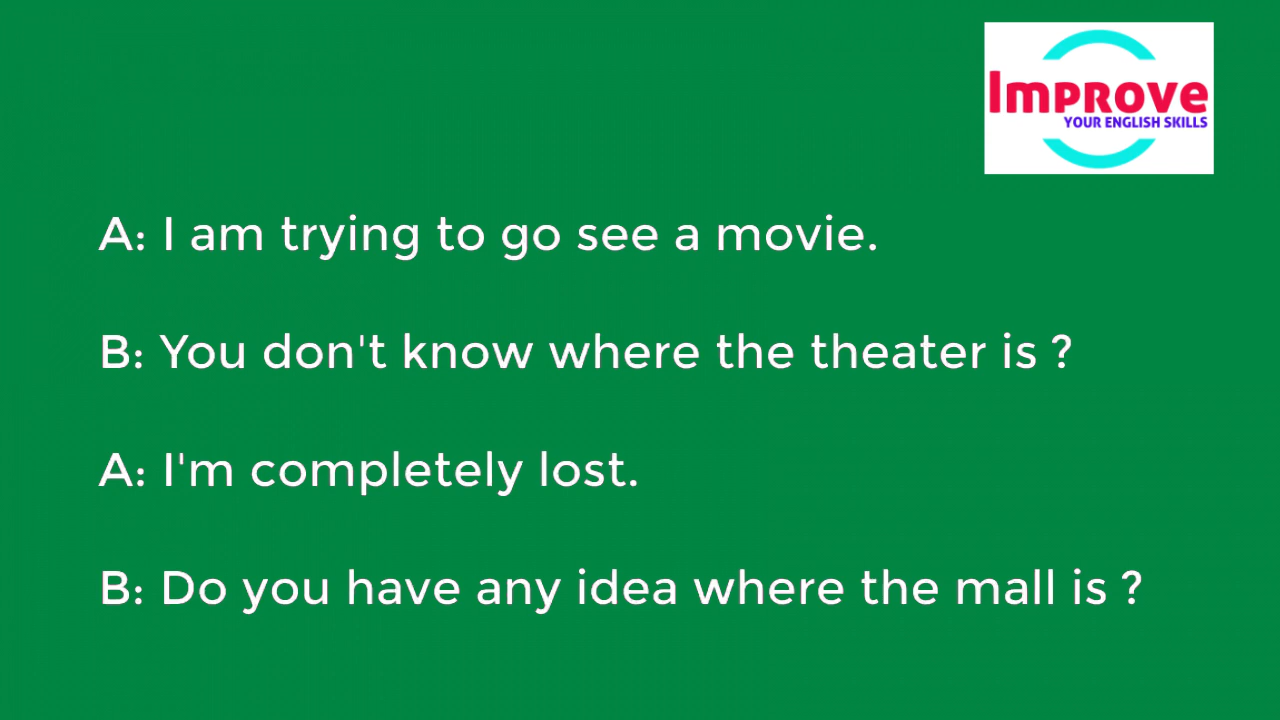 Improve
YOUR ENGLISH SKILLS
A: I am trying to go see a movie.
B: You don't know where the theater is ?
A: I'm completely lost.
B: Do you have any idea where the mall is ?